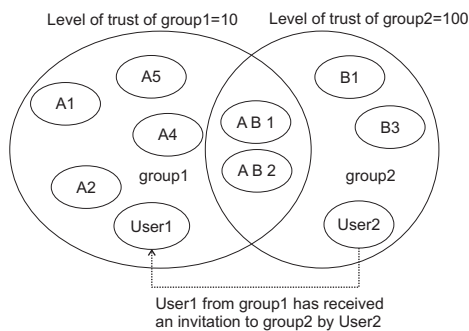 Level of trust of group1=10
Level of trust of group2=100
A5
B1
A1
A B 1
B3
A4
A B 2
A2
group1
group2
User1
User2
User1 from group1 has received
an invitation to group2 by User2